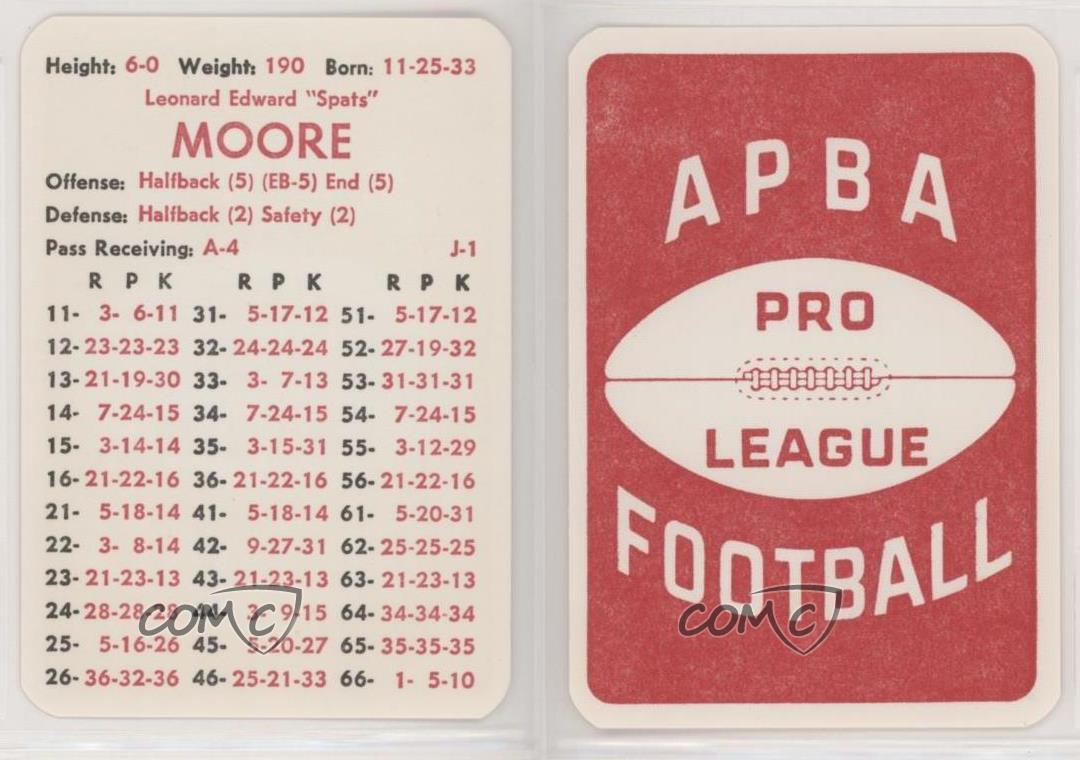 Height: 6-0 Weight: 190 Born: 11-25-33
Leonard Edward "Spats"
MOORE
Offense: Halfback (5) (EB-5) End (5)
Defense: Halfback (2) Safety (2)
Pass Receiving: A-4 J-1
R P K R P K R P K
11- 3- 6-11 31- 5-17-12 51- 5-17-12
12- 23-23-23 32- 24-24-24 52- 27-19-32
13- 21-19-30 33- 3- 7-13 53- 31-31-31
14- 7-24-15 34- 7-24-15 54- 7-24-15
15- 3-14-14 35- 3-15-31 55- 3-12-29
16- 21-22-16 36- 21-22-16 56- 21-22-16
21- 5-18-14 41- 5-18-14 61- 5-20-31
22- 3- 8-14 42- 9-27-31 62- 25-25-25
23- 21-23-13 43- 21-23-13 63- 21-23-13
24- 28-28-28 44- 3- 9-15 64- 34-34-34
25- 5-16-26 45- 5-20-27 65- 35-35-35
26- 36-32-36 46- 25-21-33 66- 1- 5-10
COMC
APBA
PRO
LEAGUE
FOOTBALL
COMC